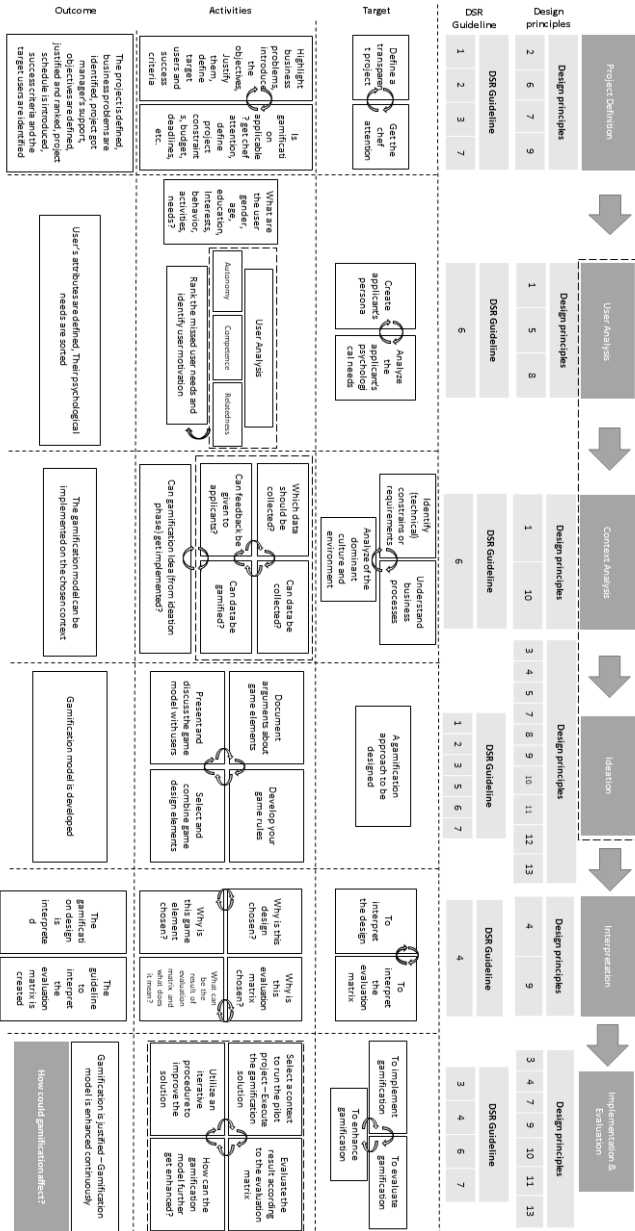 Project Definition
User Analysis
Context Analysis
Ideation
Interpretation
Implementation &
Evaluation
Design
principles
Design principles
2 6 7 9
Design principles
1 5 8
Design principles
1 10
Design principles
3 4 5 7 8 9 10 11 12 13
Design principles
4 9
Design principles
3 4 7 9 10 11 13
DSR
Guideline
DSR Guideline
1 2 3 7
DSR Guideline
6
DSR Guideline
6
DSR Guideline
1 2 3 5 6 7
DSR Guideline
4
DSR Guideline
3 4 6 7
Target
Define a
transparen
t project
Get the
chef
attention
Create
applicant's
persona
Analyze
the
applicant's
psychologi
cal needs
Identify
(technical)
constrains or
requirements
Understand
business
processes
Analyze of the
dominant
culture and
environment
A gamification
approach to be
designed
To
interpret
the design
To
interpret
the
evaluation
matrix
To implement
gamification
To evaluate
gamification
To enhance
gamification
Activities
Highlight
business
problems,
introduce
the
objectives,
justify
them,
define
target
users and
success
criteria
Is
gamificati
on
applicable
? get chef
attention,
define
project
constraint
s, budget,
deadlines,
etc.
What are
the user
gender,
age,
education,
Interests,
behavior,
activities,
needs?
User Analysis
Autonomy
Competence
Relatedness
Rank the missed user needs and
identify user motivation
Which data
should be
collected?
Can data be
collected?
Can feedback be
given to
applicants?
Can data be
gamified?
Can gamification idea (from ideation
phase) get implemented?
Document
arguments about
game elements
Develop your
game rules
Present and
discuss the game
model with users
Select and
combine game
design elements
Why is this
design
chosen?
Why is
this
evaluation
matrix
chosen?
Why is
this game
element
chosen?
What can
be the
result of
evaluation
matrix and
what does
it mean?
Select a context
to run the pilot
project – Execute
the gamification
solution
Evaluate the
result according
to the evaluation
matrix
Utilize an
iterative
procedure to
improve the
solution
How can the
gamification
model further
get enhanced?
Outcome
The project is defined,
business problems are
identified, project got
manager's support,
objectives are defined,
justified and ranked, project
schedule is introduced,
success criteria and the
target users are identified
User's attributes are defined, Their psychological
needs are sorted
The gamification model can be
implemented on the chosen context
Gamification model is developed
The
gamificati
on design
is
interprete
d
The
guideline
to
interpret
the
evaluation
matrix is
created
Gamification is justified – Gamification
model is enhanced continuously
How could gamification affect?